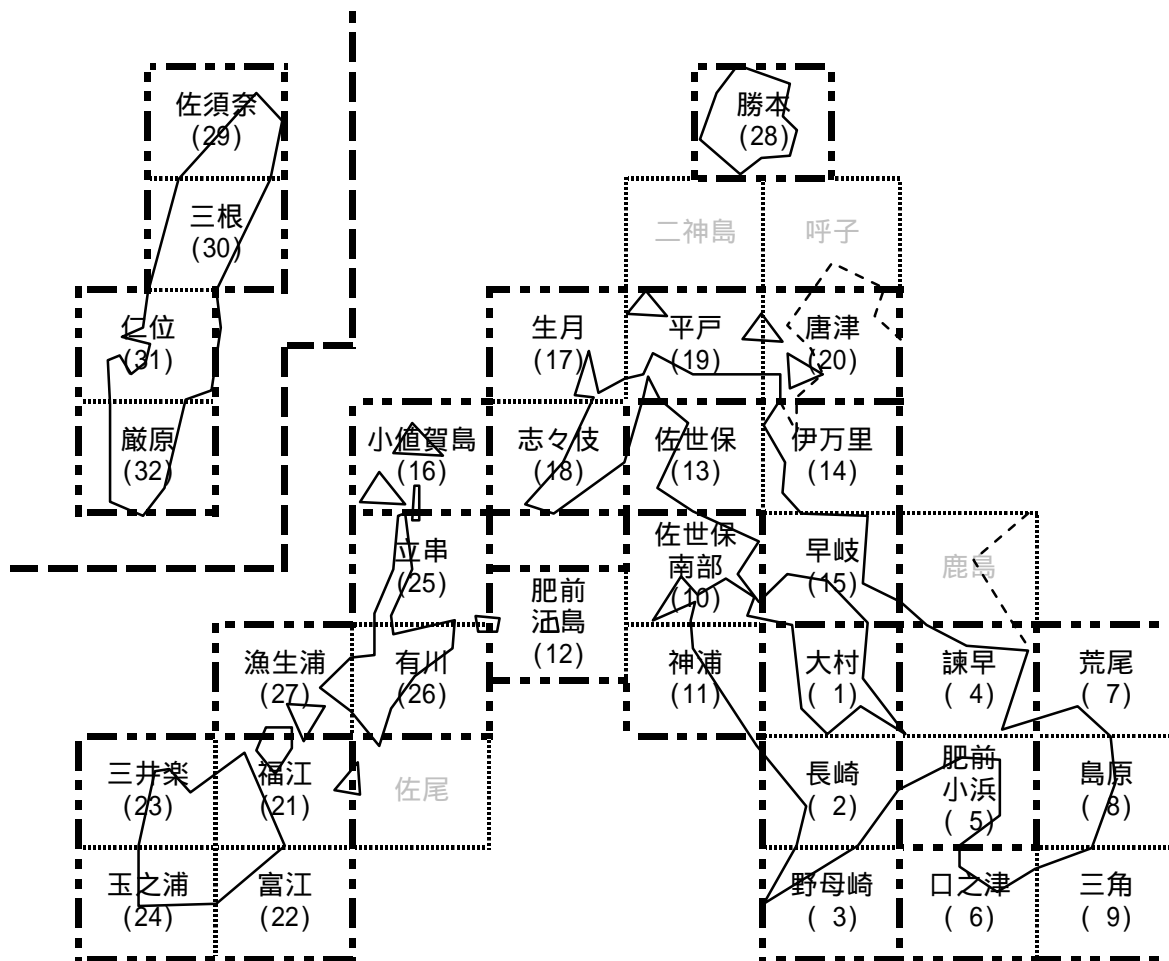 佐須奈
(29)
勝本
(28)
三根
(30)
二神島
呼子
仁位
(31)
生月
(17)
平戸
(19)
唐津
(20)
厳原
(32)
小値賀島
(16)
志々伎
(18)
佐世保
(13)
伊万里
(14)
立串
(25)
肥前
江島
(12)
佐世保
南部
(10)
早岐
(15)
鹿島
漁生浦
(27)
有川
(26)
神浦
(11)
大村
( 1)
諫早
( 4)
荒尾
( 7)
三井楽
(23)
福江
(21)
佐尾
長崎
( 2)
肥前
小浜
( 5)
島原
( 8)
玉之浦
(24)
富江
(22)
野母崎
( 3)
口之津
( 6)
三角
( 9)